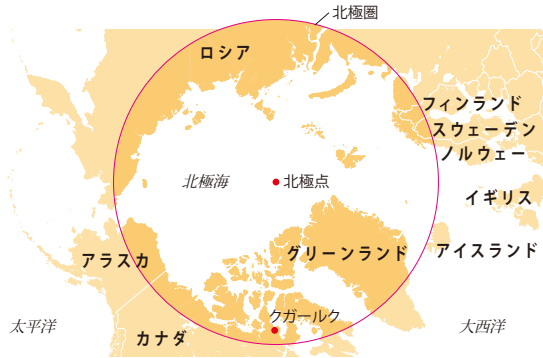 北極圏
ロシア
フィンランド
スウェーデン
ノルウェー
北極海
北極点
イギリス
アラスカ
グリーンランド
アイスランド
クガールク
太平洋
大西洋
カナダ